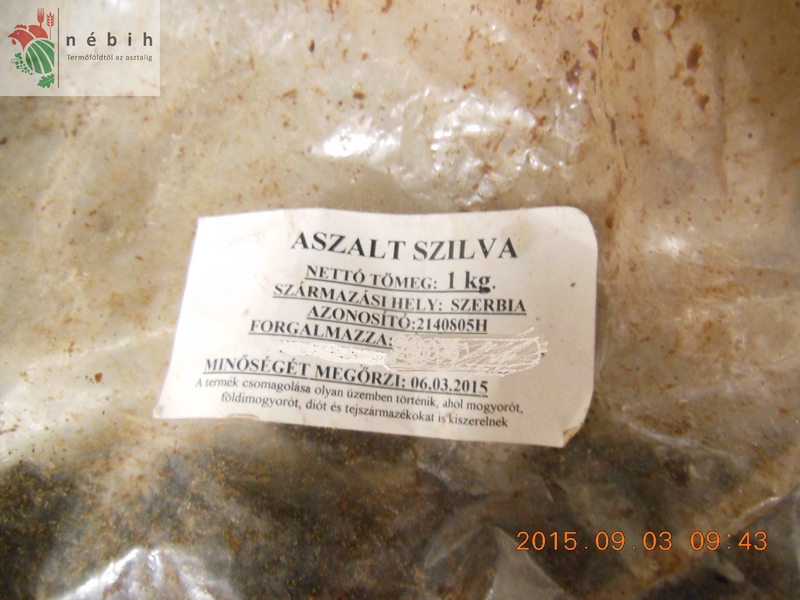 nébih
Termőföldtől az asztalig
ASZALT SZILVA
NETTÓ TÖMEG: 1 kg.
SZÁRMAZÁSI HELY: SZERBIA
AZONOSÍTÓ:2140805H
FORGALMAZZA:
MINŐSÉGÉT MEGŐRZI: 06.03.2015
A termék csomagolása olyan üzemben történik, ahol mogyorót,
földimogyorót, diót és tejszármazékokat is kiszerelnek
2015.09.03 09:43